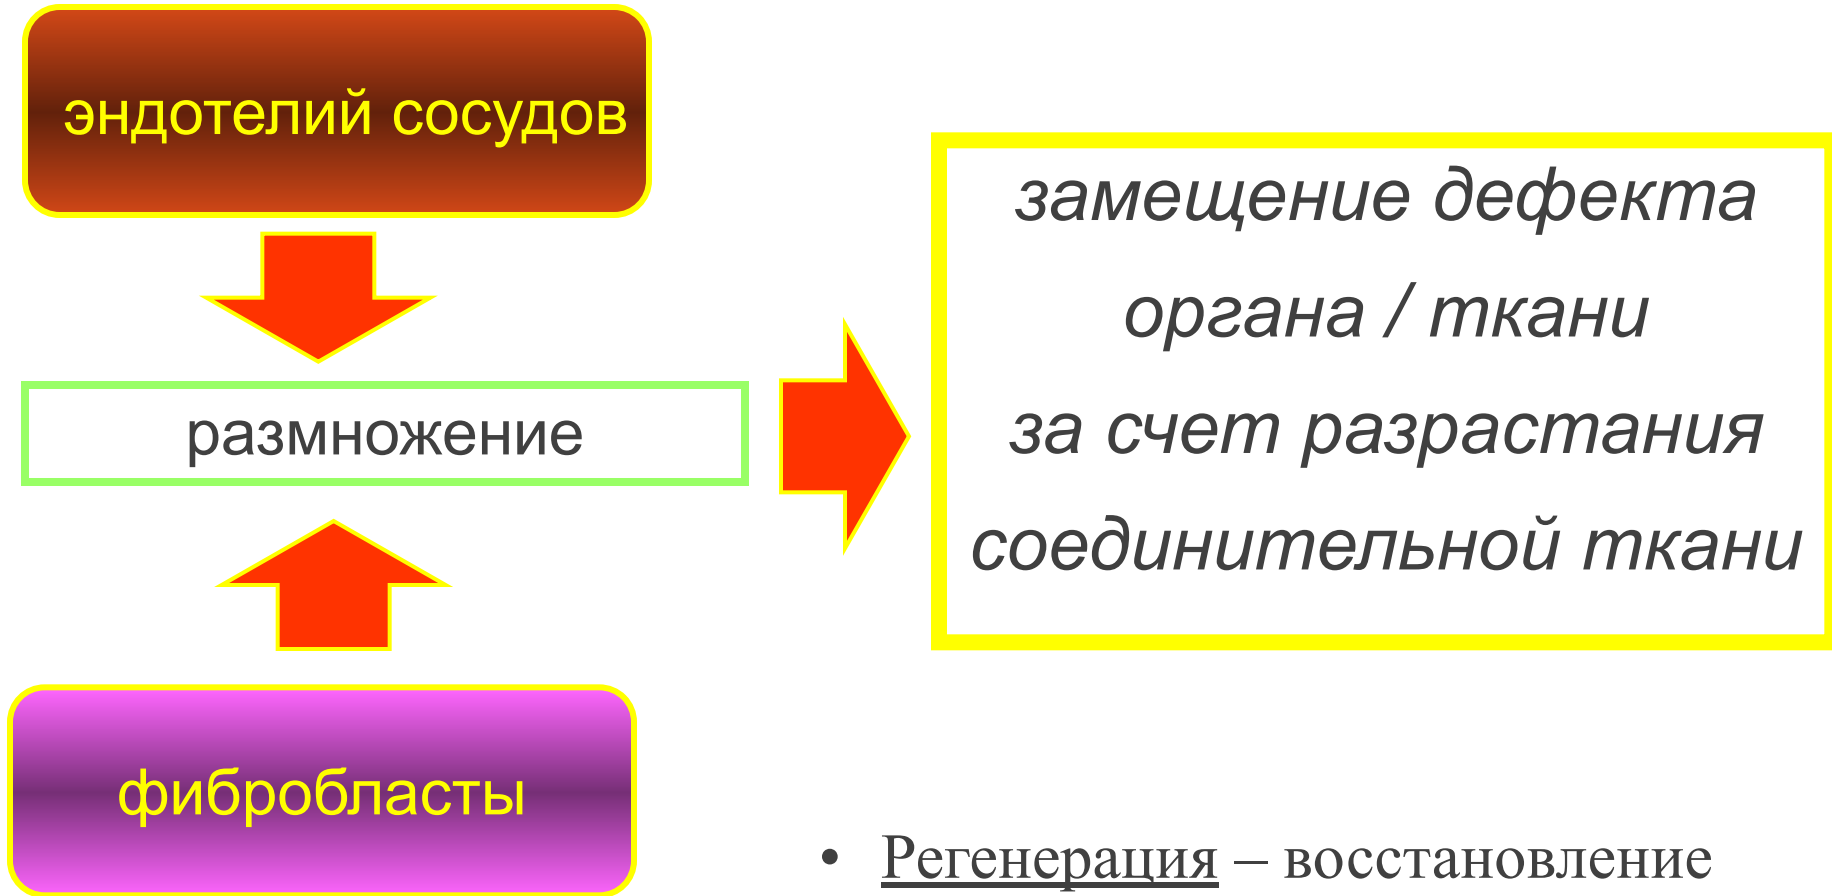 эндотелий сосудов
размножение
фибробласты
замещение дефекта
органа / ткани
за счет разрастания
соединительной ткани
• Регенерация – восстановление